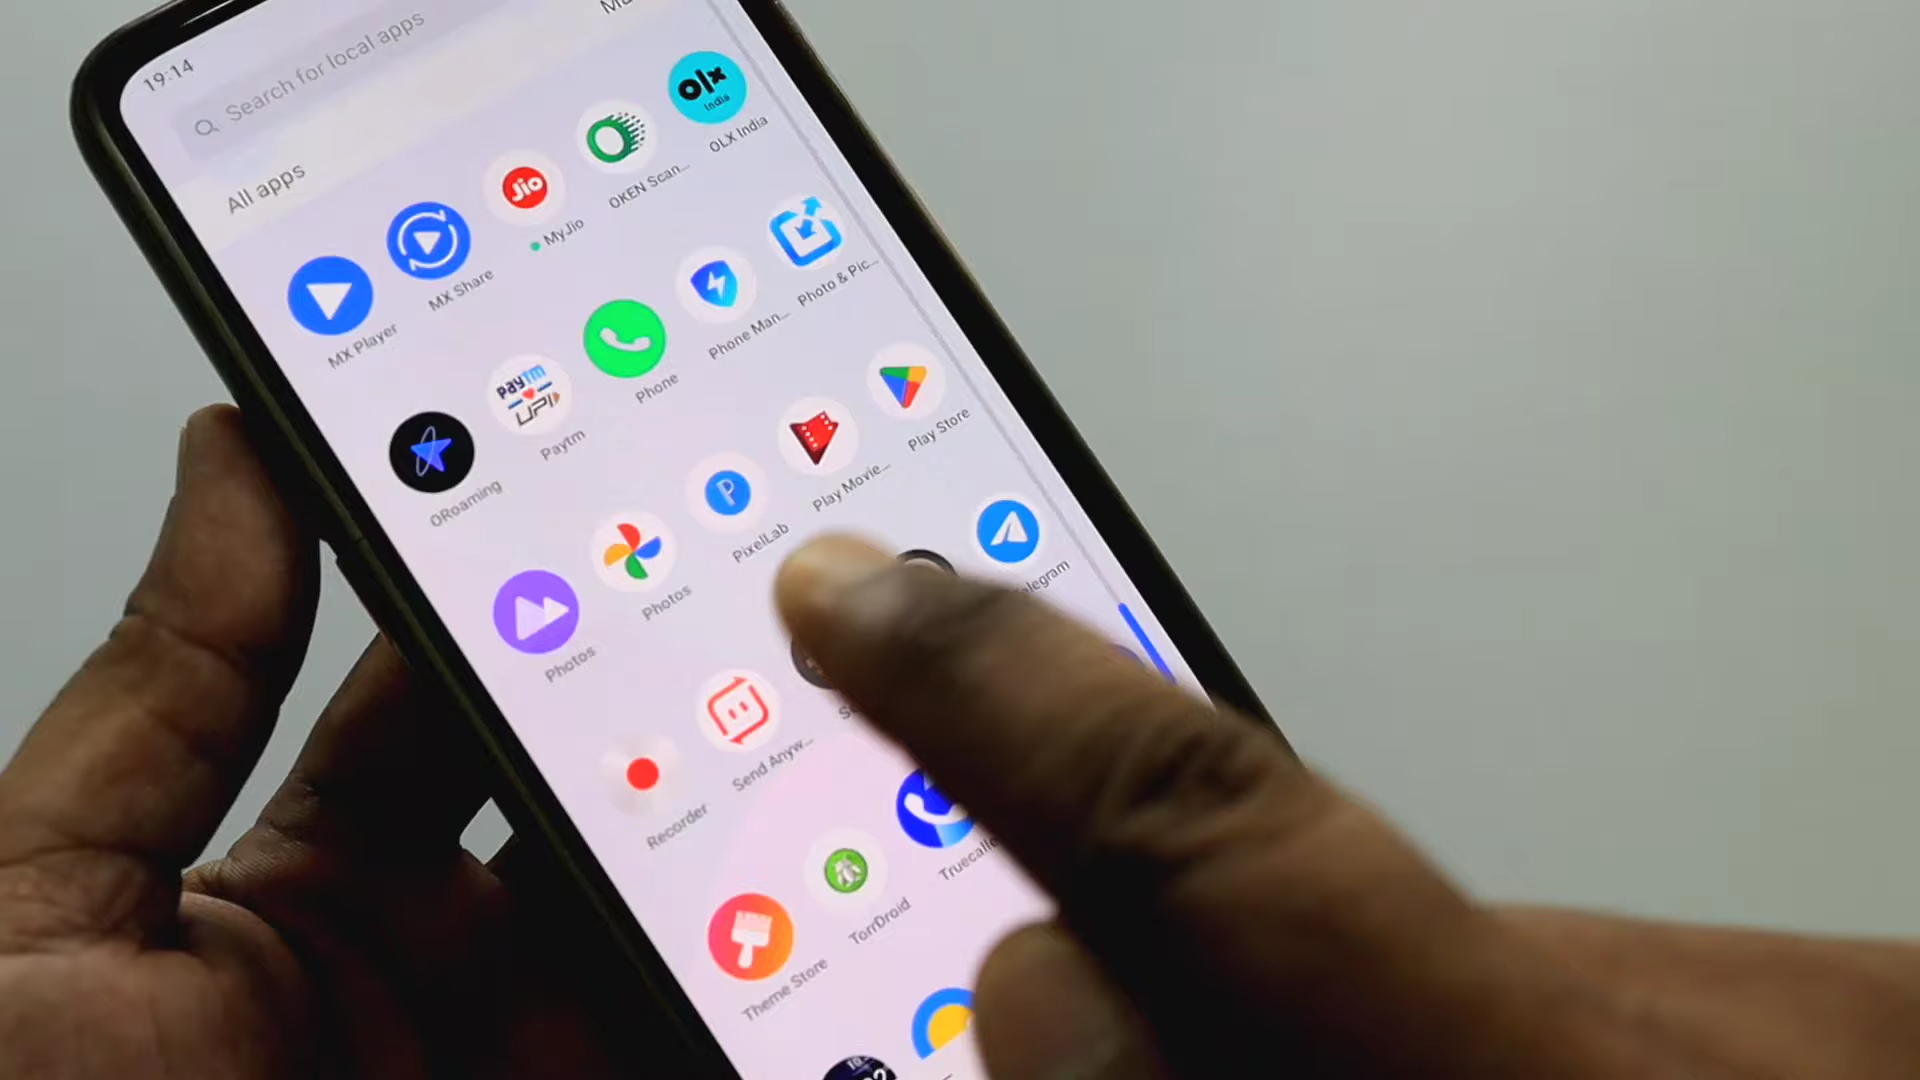 19:14
Search for local apps
All apps
MX Player
MX Share
Jio
MyJio
OKEN Scan...
olx
India
OLX India
ORoaming
paytm
UPI
Paytm
Phone
Phone Man...
Photo & Pic...
Photos
Photos
P
PixelLab
Play Movie...
Play Store
Recorder
Send Anyw...
Telegram
Theme Store
TorrDroid
Truecalle